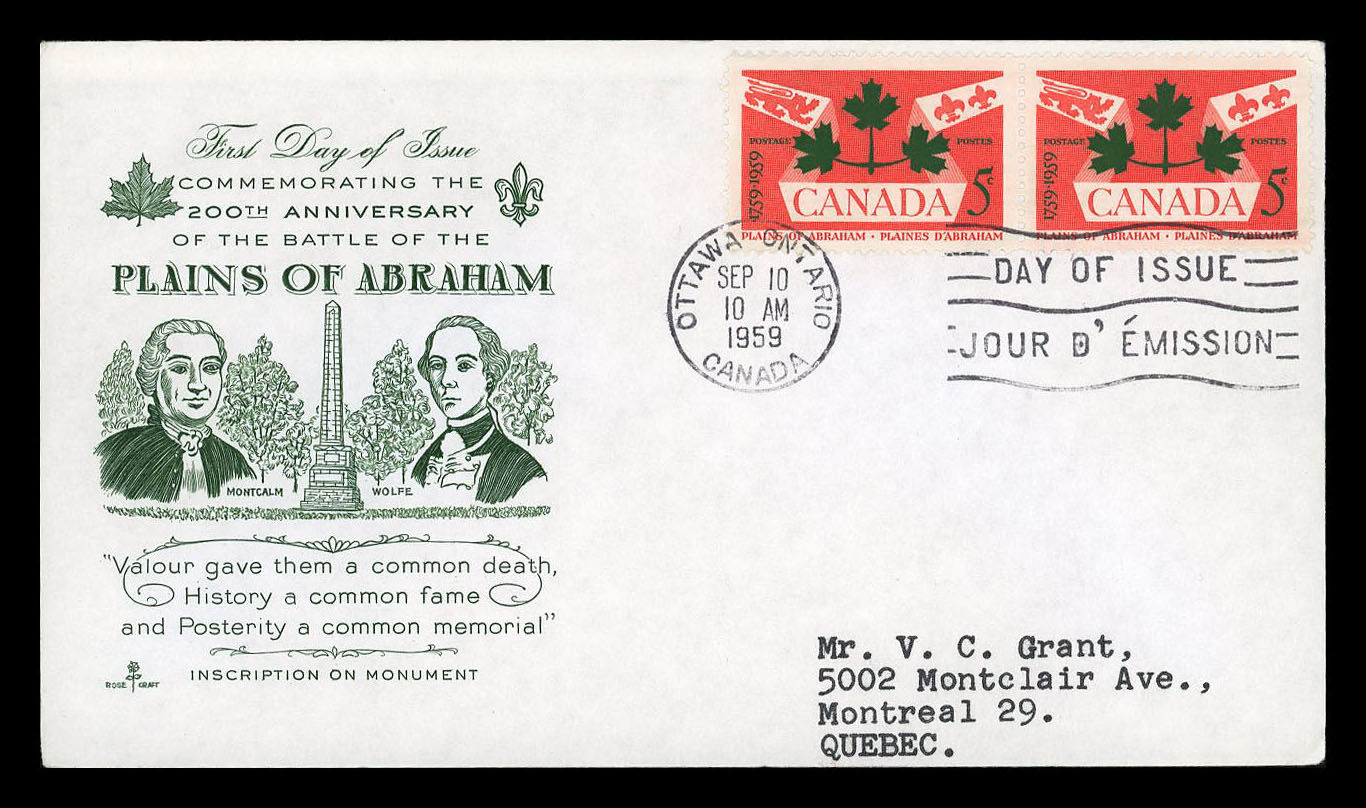 First Day of Issue
COMMEMORATING THE
200TH ANNIVERSARY
OF THE BATTLE OF THE
PLAINS OF ABRAHAM
MONTCALM WOLFE
"Valour gave them a common death,
History a common fame
and Posterity a common memorial"
INSCRIPTION ON MONUMENT
ROSE CRAFT
POSTAGE POSTES
1759·1959
CANADA 5c
PLAINS OF ABRAHAM · PLAINES D'ABRAHAM
POSTAGE POSTES
1759·1959
CANADA 5c
PLAINS OF ABRAHAM · PLAINES D'ABRAHAM
OTTAWA ONTARIO
SEP 10
10 AM
1959
CANADA
DAY OF ISSUE
JOUR D' ÉMISSION
Mr. V. C. Grant,
5002 Montclair Ave.,
Montreal 29.
QUEBEC.